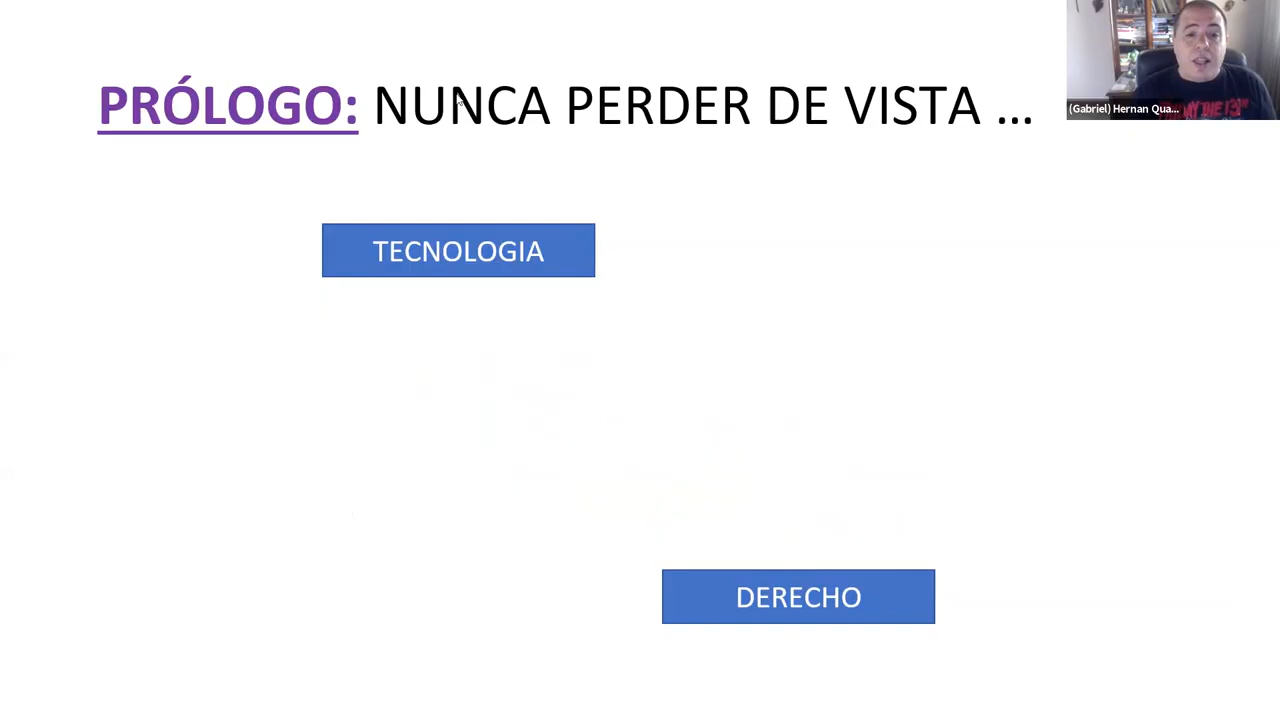 PRÓLOGO: NUNCA PERDER DE VISTA ...
(Gabriel) Hernan Qua...
TECNOLOGIA
DERECHO